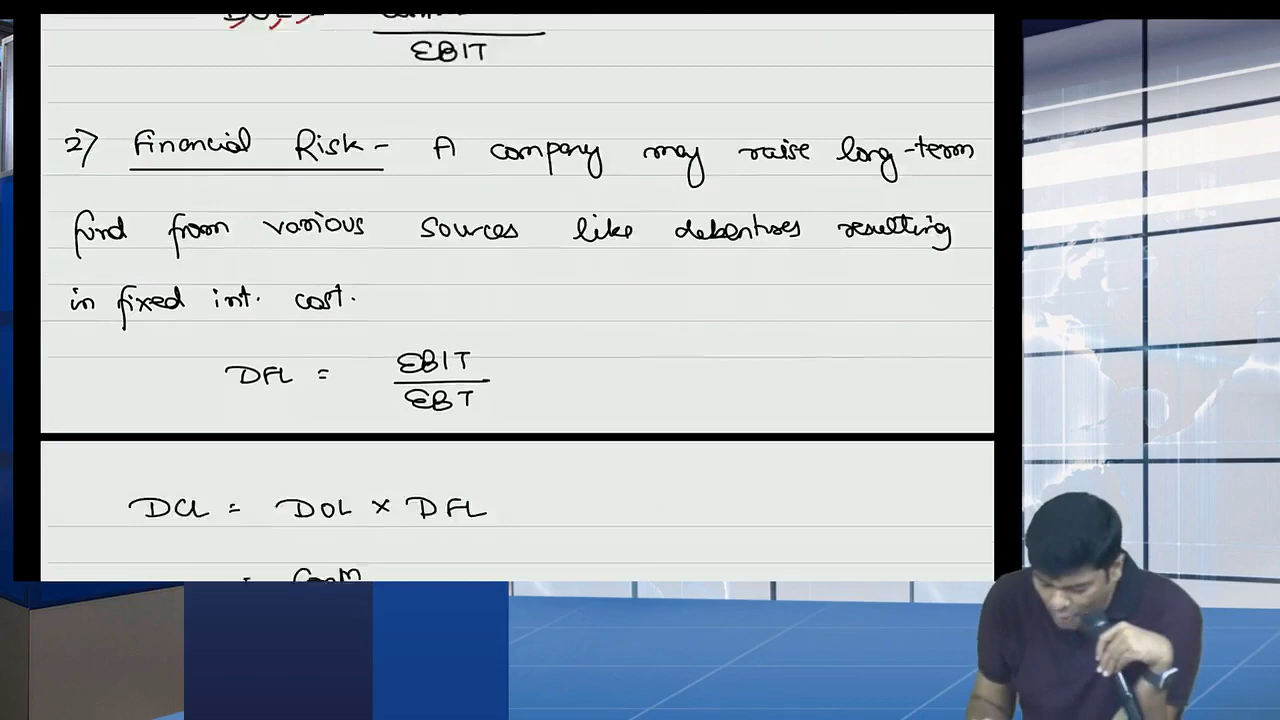 EBIT
2) Financial Risk - A company may raise long-term
fund from various sources like debentures resulting
in fixed int. cost.
DFL = EBIT
EBT
DCL = DOL × DFL
=